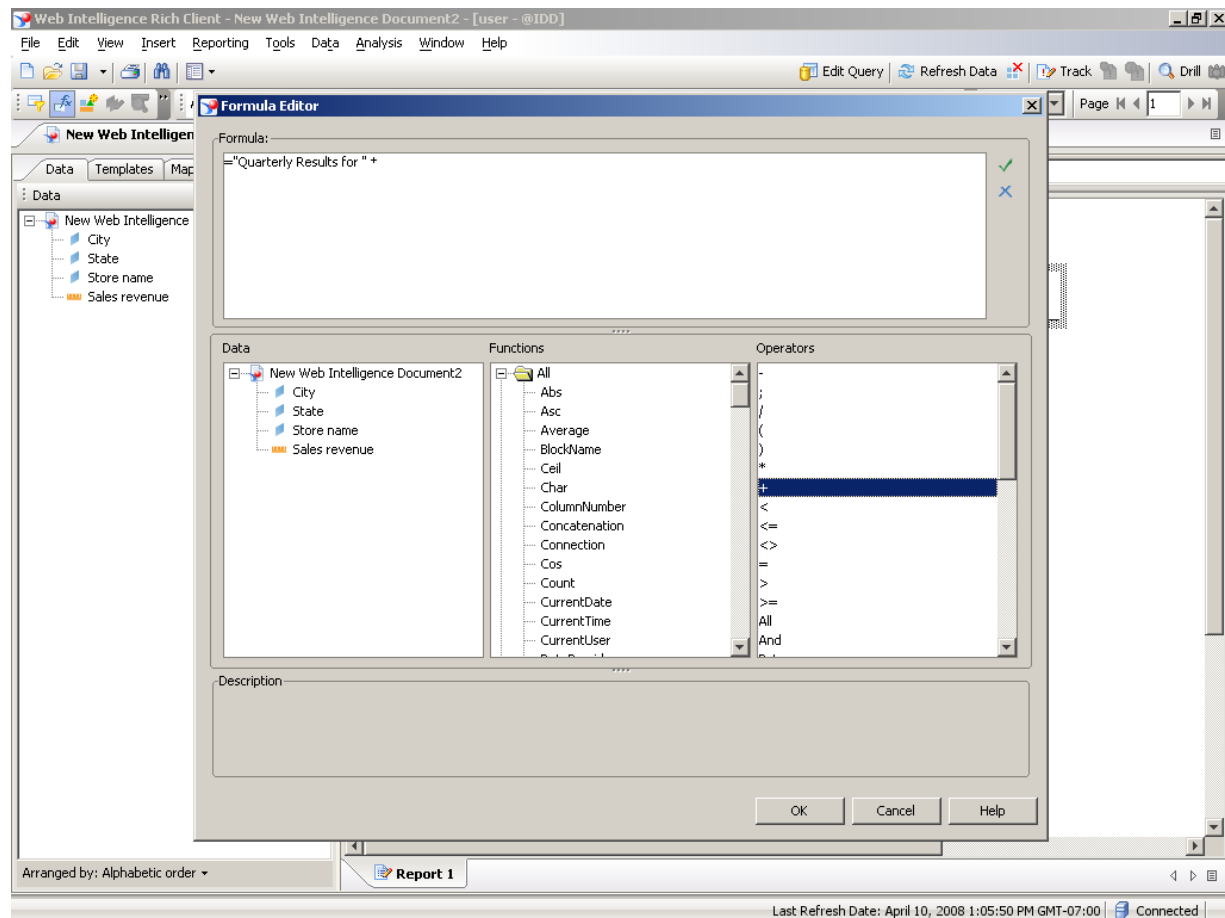 Web Intelligence Rich Client - New Web Intelligence Document2 - [user - @IDD]
File Edit View Insert Reporting Tools Data Analysis Window Help
Edit Query Refresh Data Track Drill
Page 1
Formula Editor
New Web Intelligen
Formula:
="Quarterly Results for " +
Data Templates Map
Data
New Web Intelligence
City
State
Store name
Sales revenue
Data Functions Operators
New Web Intelligence Document2
City
State
Store name
Sales revenue
All
Abs
Asc
Average
BlockName
Ceil
Char
ColumnNumber
Concatenation
Connection
Cos
Count
CurrentDate
CurrentTime
CurrentUser
-
;
/
(
)
*
+
<
<=
<>
=
>
>=
All
And
Description
OK Cancel Help
Arranged by: Alphabetic order
Report 1
Last Refresh Date: April 10, 2008 1:05:50 PM GMT-07:00 Connected